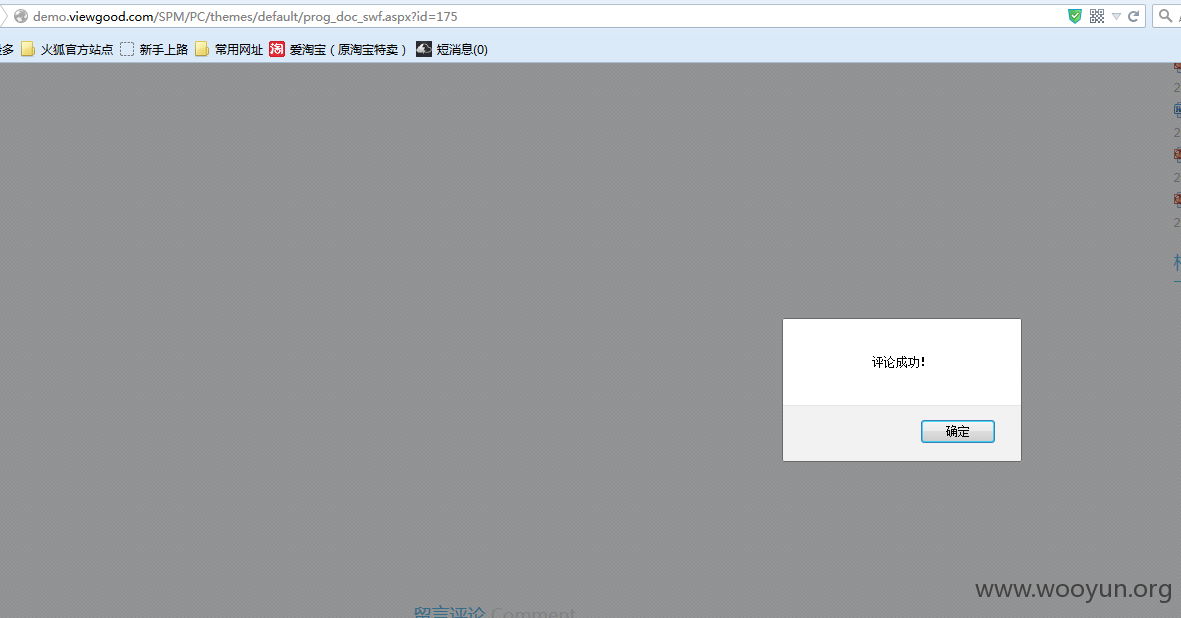 demo.viewgood.com/SPM/PC/themes/default/prog_doc_swf.aspx?id=175
多 火狐官方站点 新手上路 常用网址 淘 爱淘宝（原淘宝特卖） 短消息(0)
评论成功！
确定
www.wooyun.org
留言评论 Comment